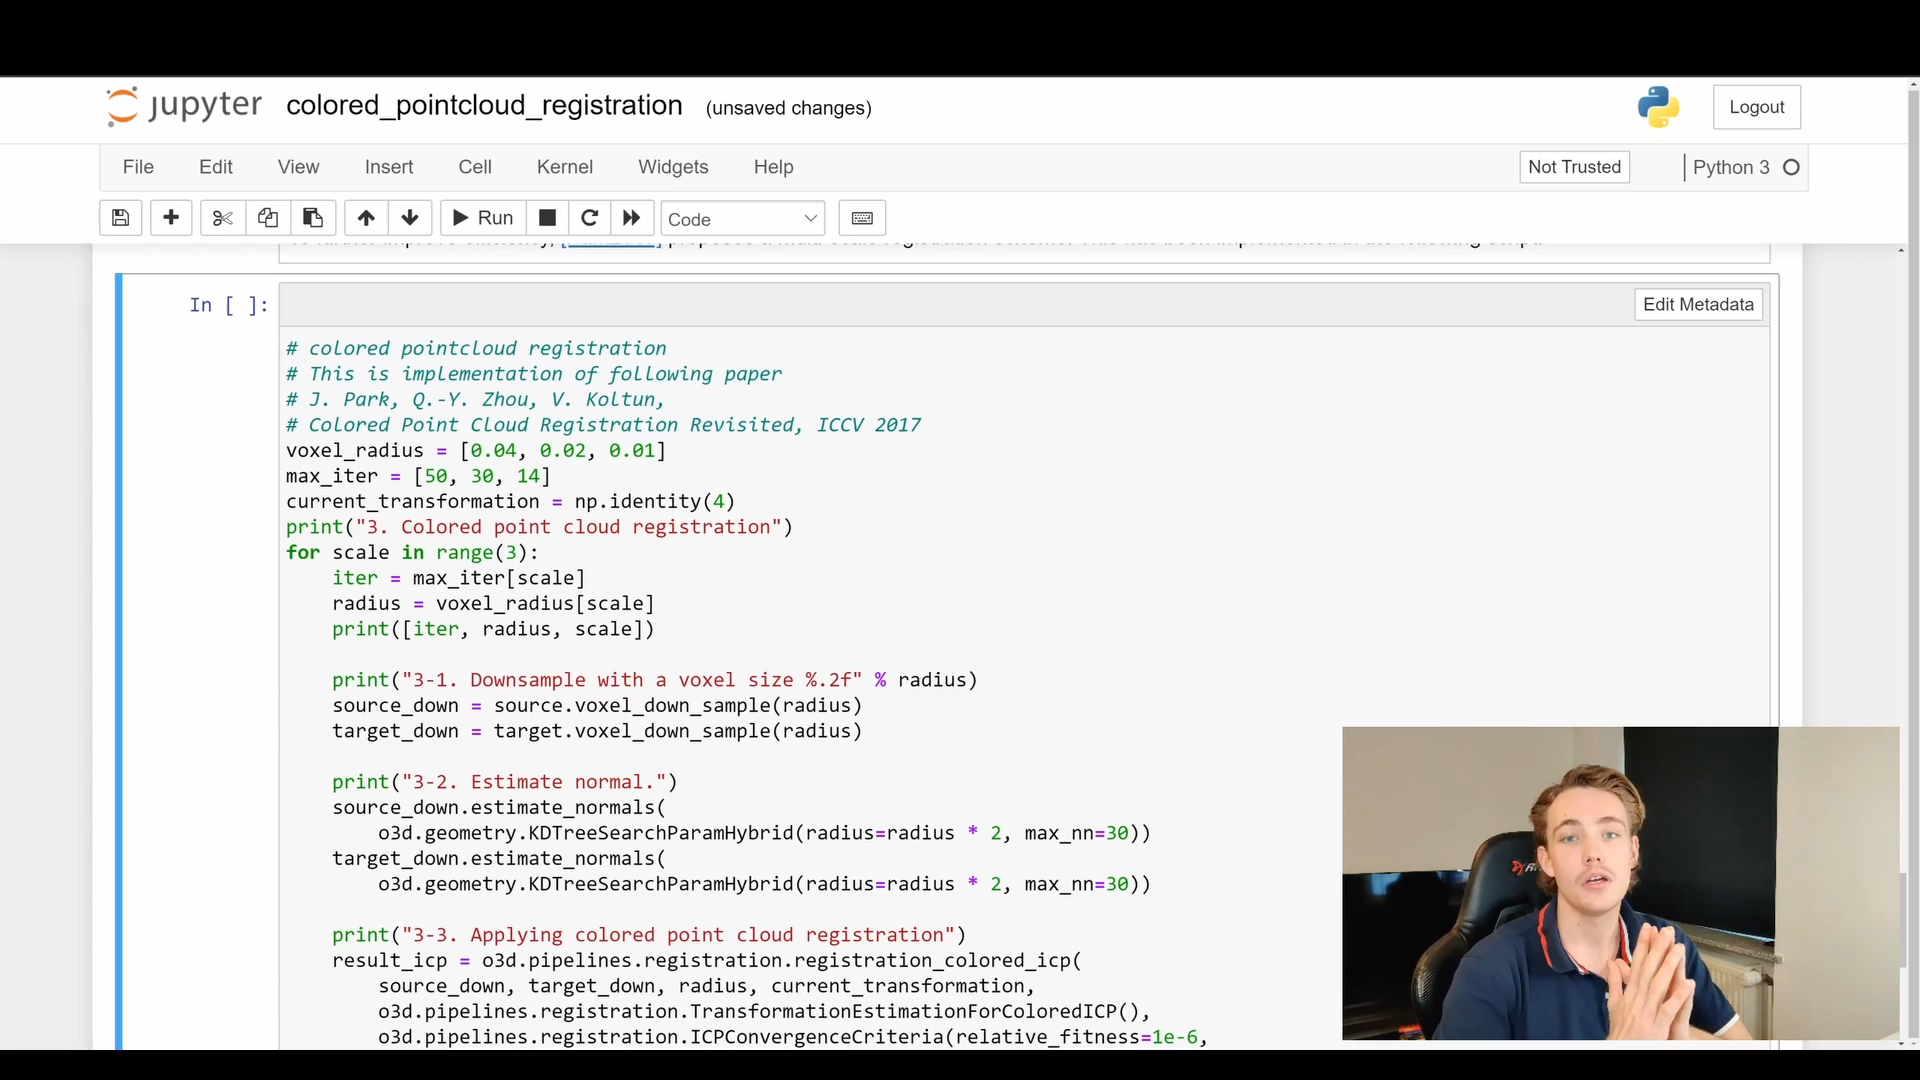 jupyter colored_pointcloud_registration (unsaved changes) Logout
File Edit View Insert Cell Kernel Widgets Help Not Trusted Python 3
Run Code
In [ ]: Edit Metadata
# colored pointcloud registration
# This is implementation of following paper
# J. Park, Q.-Y. Zhou, V. Koltun,
# Colored Point Cloud Registration Revisited, ICCV 2017
voxel_radius = [0.04, 0.02, 0.01]
max_iter = [50, 30, 14]
current_transformation = np.identity(4)
print("3. Colored point cloud registration")
for scale in range(3):
    iter = max_iter[scale]
    radius = voxel_radius[scale]
    print([iter, radius, scale])
    print("3-1. Downsample with a voxel size %.2f" % radius)
    source_down = source.voxel_down_sample(radius)
    target_down = target.voxel_down_sample(radius)
    print("3-2. Estimate normal.")
    source_down.estimate_normals(
        o3d.geometry.KDTreeSearchParamHybrid(radius=radius * 2, max_nn=30))
    target_down.estimate_normals(
        o3d.geometry.KDTreeSearchParamHybrid(radius=radius * 2, max_nn=30))
    print("3-3. Applying colored point cloud registration")
    result_icp = o3d.pipelines.registration.registration_colored_icp(
        source_down, target_down, radius, current_transformation,
        o3d.pipelines.registration.TransformationEstimationForColoredICP(),
        o3d.pipelines.registration.ICPConvergenceCriteria(relative_fitness=1e-6,